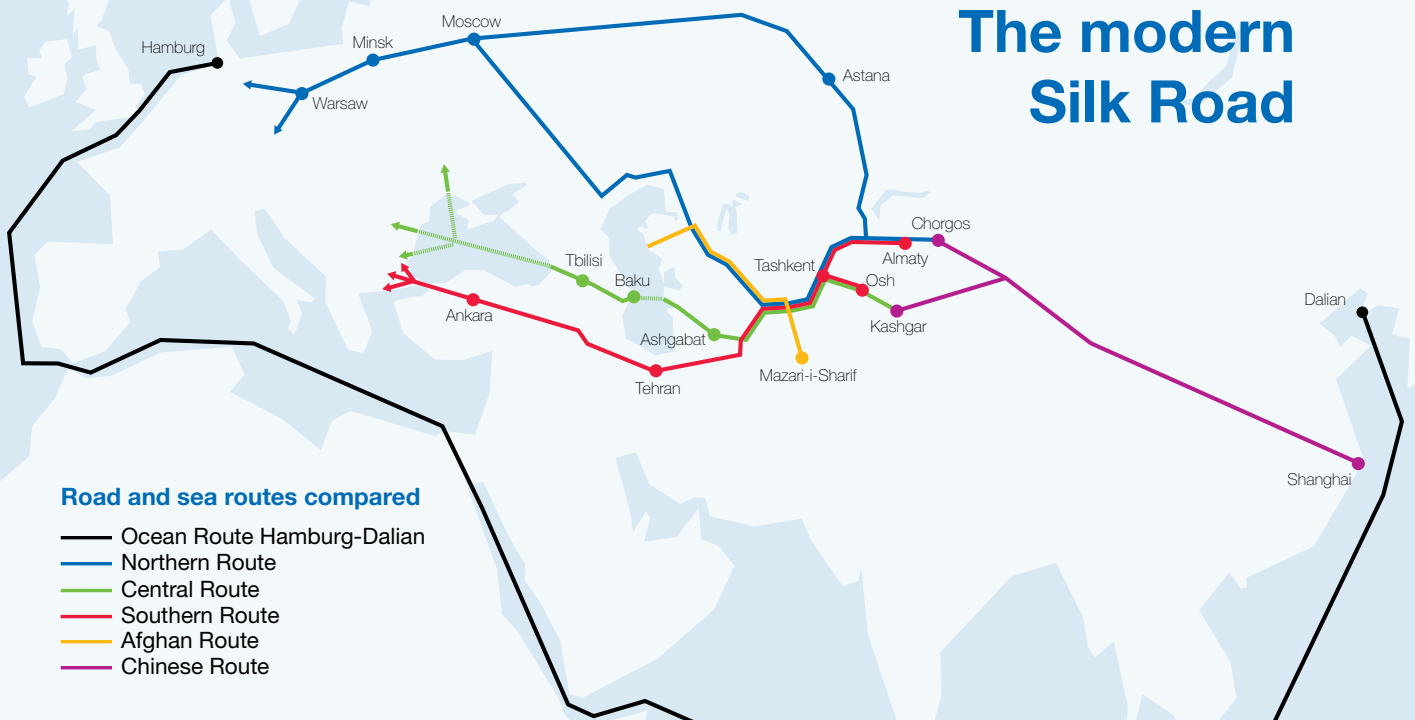 The modern
Silk Road
Moscow
Hamburg
Minsk
Warsaw
Astana
Chorgos
Almaty
Tashkent
Osh
Kashgar
Tbilisi
Baku
Ankara
Ashgabat
Tehran
Mazari-i-Sharif
Dalian
Shanghai
Road and sea routes compared
Ocean Route Hamburg-Dalian
Northern Route
Central Route
Southern Route
Afghan Route
Chinese Route